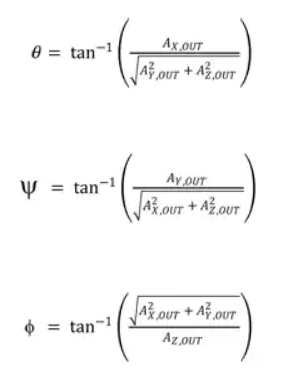 θ = tan⁻¹ ( A_X,OUT / √(A²_Y,OUT + A²_Z,OUT) )
Ψ = tan⁻¹ ( A_Y,OUT / √(A²_X,OUT + A²_Z,OUT) )
ϕ = tan⁻¹ ( √(A²_X,OUT + A²_Y,OUT) / A_Z,OUT )